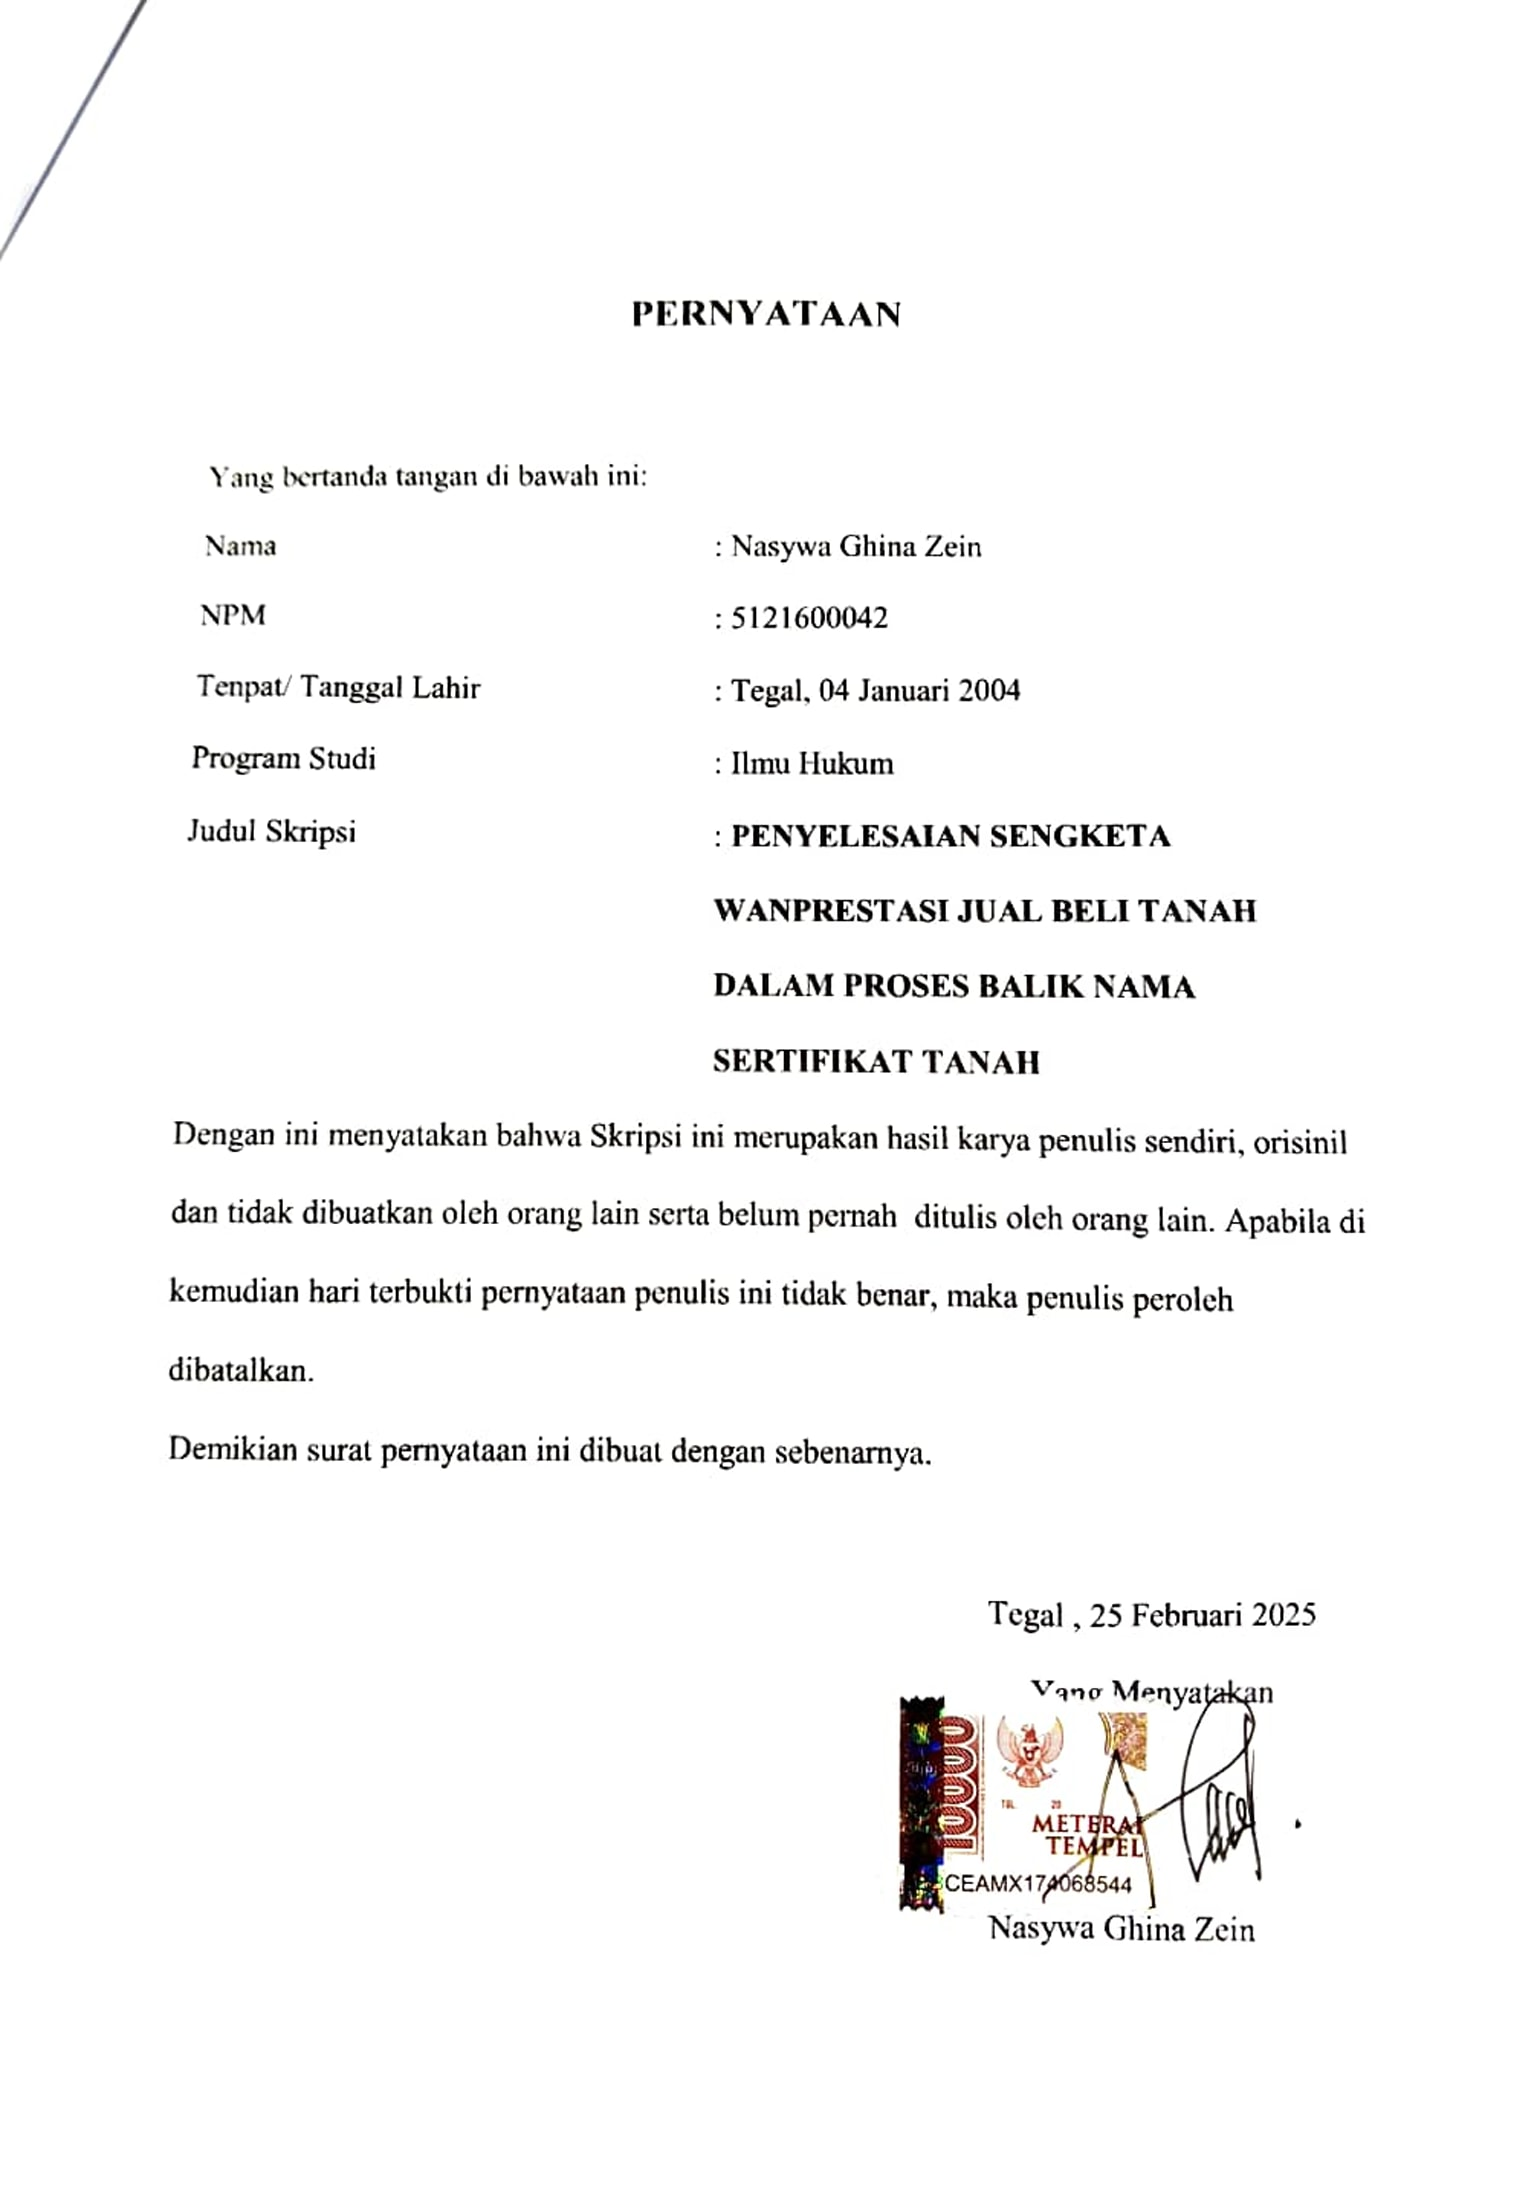 PERNYATAAN
Yang bertanda tangan di bawah ini:
Nama : Nasywa Ghina Zein
NPM : 5121600042
Tenpat/ Tanggal Lahir : Tegal, 04 Januari 2004
Program Studi : Ilmu Hukum
Judul Skripsi : PENYELESAIAN SENGKETA
WANPRESTASI JUAL BELI TANAH
DALAM PROSES BALIK NAMA
SERTIFIKAT TANAH
Dengan ini menyatakan bahwa Skripsi ini merupakan hasil karya penulis sendiri, orisinil
dan tidak dibuatkan oleh orang lain serta belum pernah ditulis oleh orang lain. Apabila di
kemudian hari terbukti pernyataan penulis ini tidak benar, maka penulis peroleh
dibatalkan.
Demikian surat pernyataan ini dibuat dengan sebenarnya.
Tegal , 25 Februari 2025
Yang Menyatakan
10000
TGL. 20
METERAI
TEMPEL
CEAMX174068544
Nasywa Ghina Zein